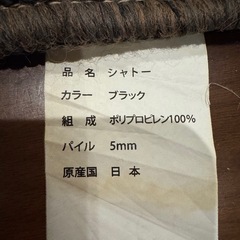 品 名 シャトー
カラー ブラック
組 成 ポリプロピレン100%
パイル 5mm
原産国 日 本